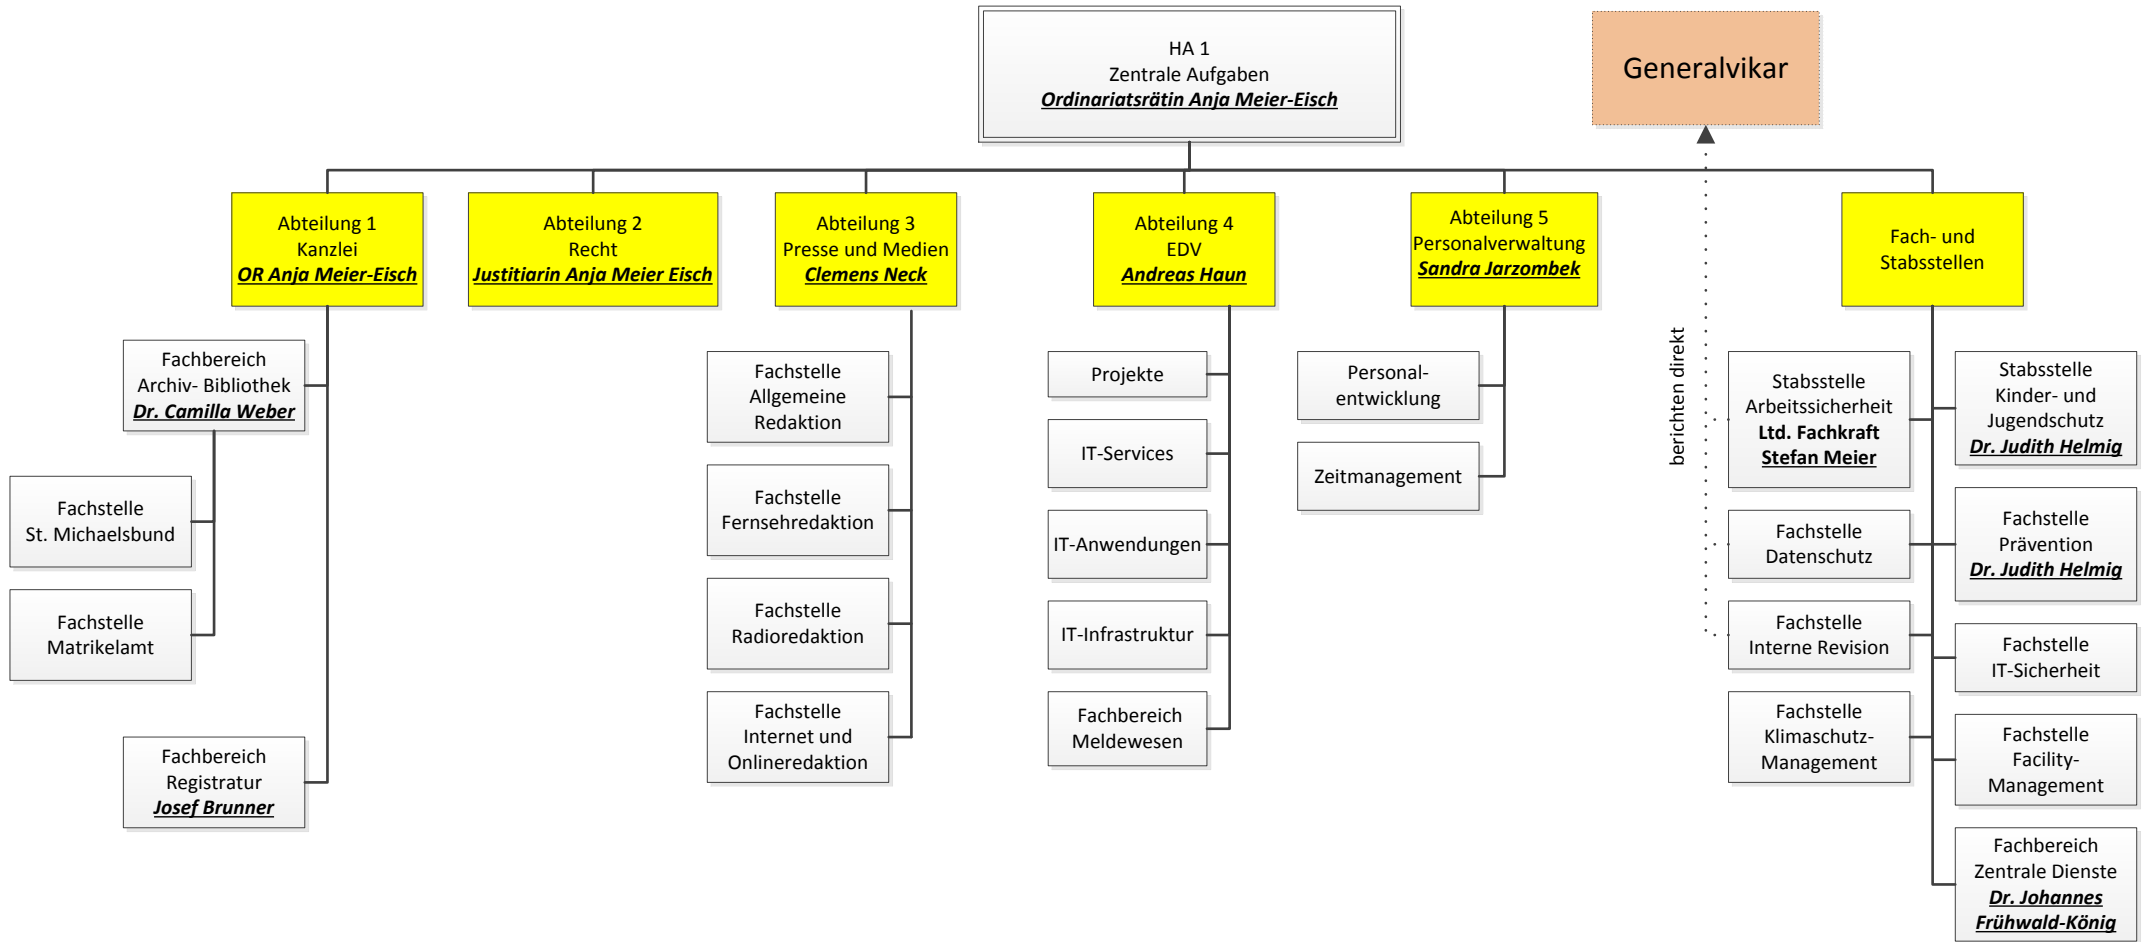 HA 1
Zentrale Aufgaben
Ordinariatsrätin Anja Meier-Eisch
Generalvikar
Abteilung 1
Kanzlei
OR Anja Meier-Eisch
Abteilung 2
Recht
Justitiarin Anja Meier Eisch
Abteilung 3
Presse und Medien
Clemens Neck
Abteilung 4
EDV
Andreas Haun
Abteilung 5
Personalverwaltung
Sandra Jarzombek
Fach- und
Stabsstellen
Fachbereich
Archiv- Bibliothek
Dr. Camilla Weber
Fachstelle
St. Michaelsbund
Fachstelle
Matrikelamt
Fachbereich
Registratur
Josef Brunner
Fachstelle
Allgemeine
Redaktion
Fachstelle
Fernsehredaktion
Fachstelle
Radioredaktion
Fachstelle
Internet und
Onlineredaktion
Projekte
IT-Services
IT-Anwendungen
IT-Infrastruktur
Fachbereich
Meldewesen
Personal-
entwicklung
Zeitmanagement
berichten direkt
Stabsstelle
Arbeitssicherheit
Ltd. Fachkraft
Stefan Meier
Fachstelle
Datenschutz
Fachstelle
Interne Revision
Fachstelle
Klimaschutz-
Management
Stabsstelle
Kinder- und
Jugendschutz
Dr. Judith Helmig
Fachstelle
Prävention
Dr. Judith Helmig
Fachstelle
IT-Sicherheit
Fachstelle
Facility-
Management
Fachbereich
Zentrale Dienste
Dr. Johannes
Frühwald-König